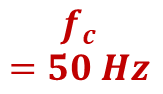 f_c
= 50 Hz